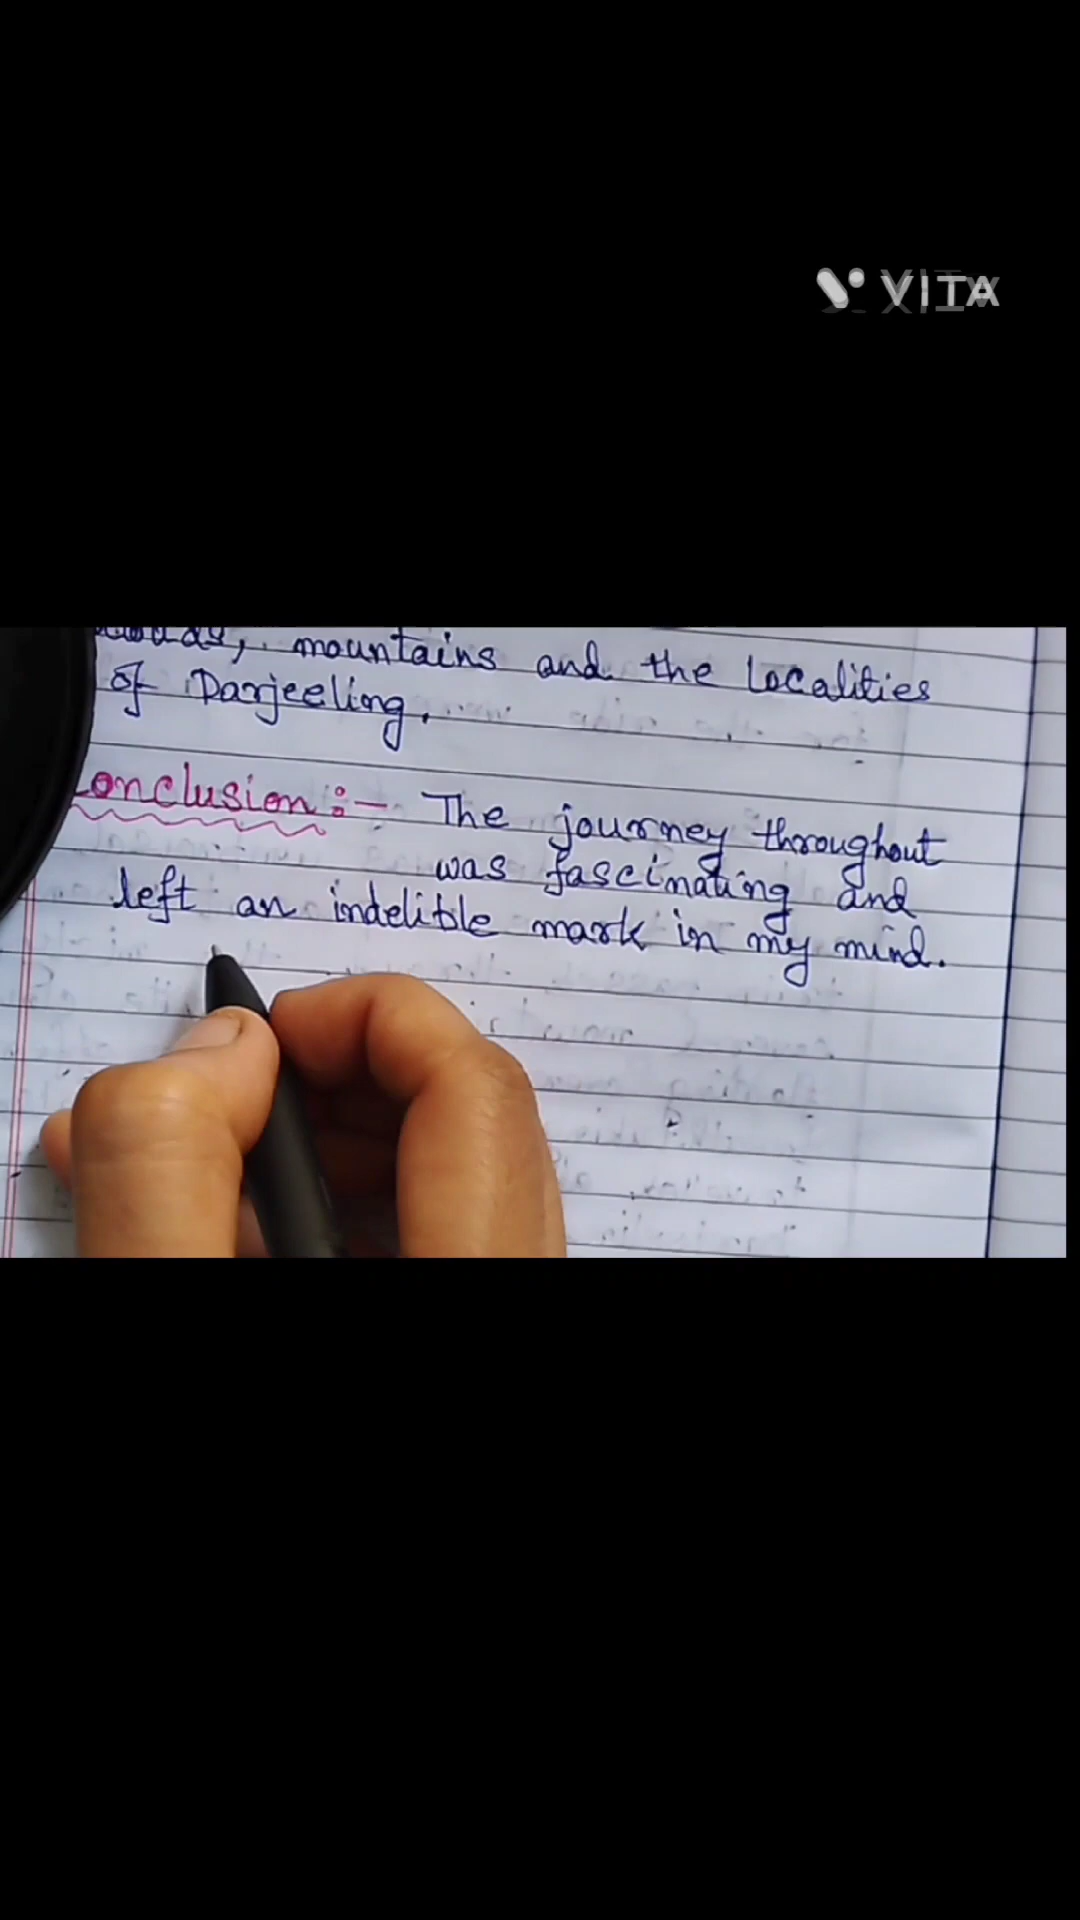 VITA
mountains and the localities
of Darjeeling.
Conclusion :- The journey throughout
was fascinating and
left an indelible mark in my mind.